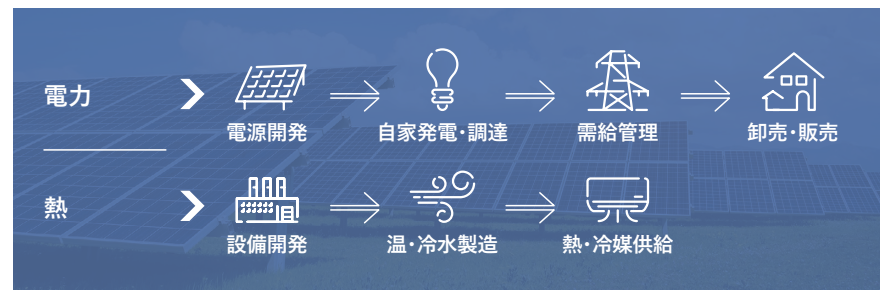 電力
電源開発
自家発電・調達
需給管理
卸売・販売
熱
設備開発
温・冷水製造
熱・冷媒供給